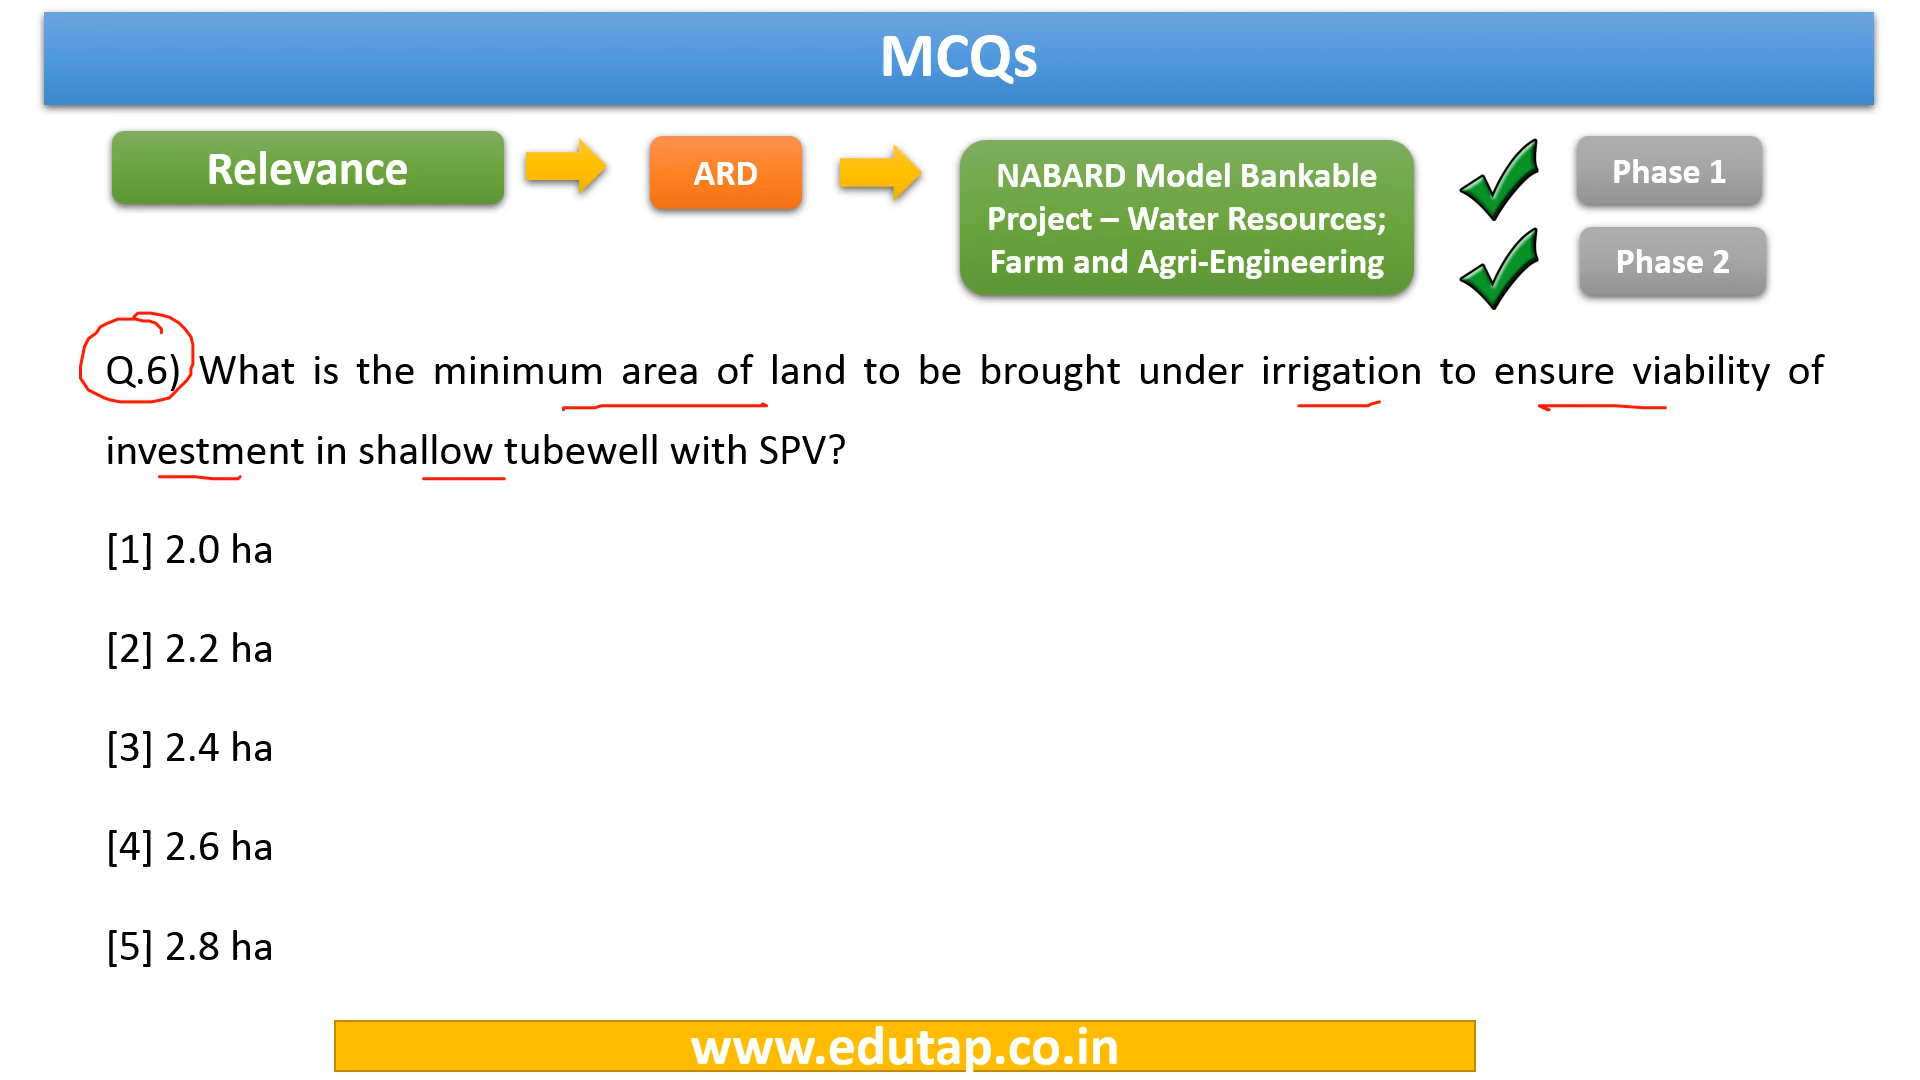 MCQs
Relevance
ARD
NABARD Model Bankable
Project – Water Resources;
Farm and Agri-Engineering
Phase 1
Phase 2
Q.6) What is the minimum area of land to be brought under irrigation to ensure viability of
investment in shallow tubewell with SPV?
[1] 2.0 ha
[2] 2.2 ha
[3] 2.4 ha
[4] 2.6 ha
[5] 2.8 ha
www.edutap.co.in